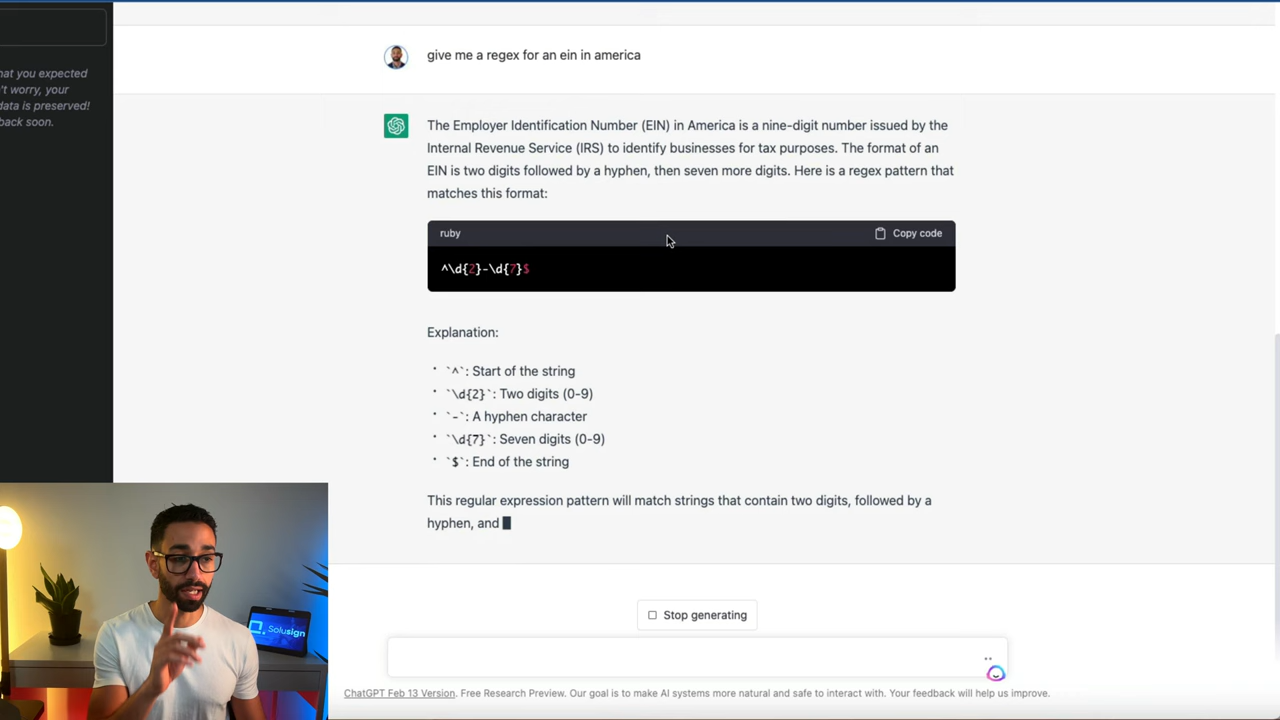 hat you expected
n't worry, your
data is preserved!
back soon.
give me a regex for an ein in america
The Employer Identification Number (EIN) in America is a nine-digit number issued by the
Internal Revenue Service (IRS) to identify businesses for tax purposes. The format of an
EIN is two digits followed by a hyphen, then seven more digits. Here is a regex pattern that
matches this format:
ruby
Copy code
^\d{2}-\d{7}$
Explanation:
• `^`: Start of the string
• `\d{2}`: Two digits (0-9)
• `-`: A hyphen character
• `\d{7}`: Seven digits (0-9)
• `$`: End of the string
This regular expression pattern will match strings that contain two digits, followed by a
hyphen, and
Solusign
Stop generating
ChatGPT Feb 13 Version. Free Research Preview. Our goal is to make AI systems more natural and safe to interact with. Your feedback will help us improve.